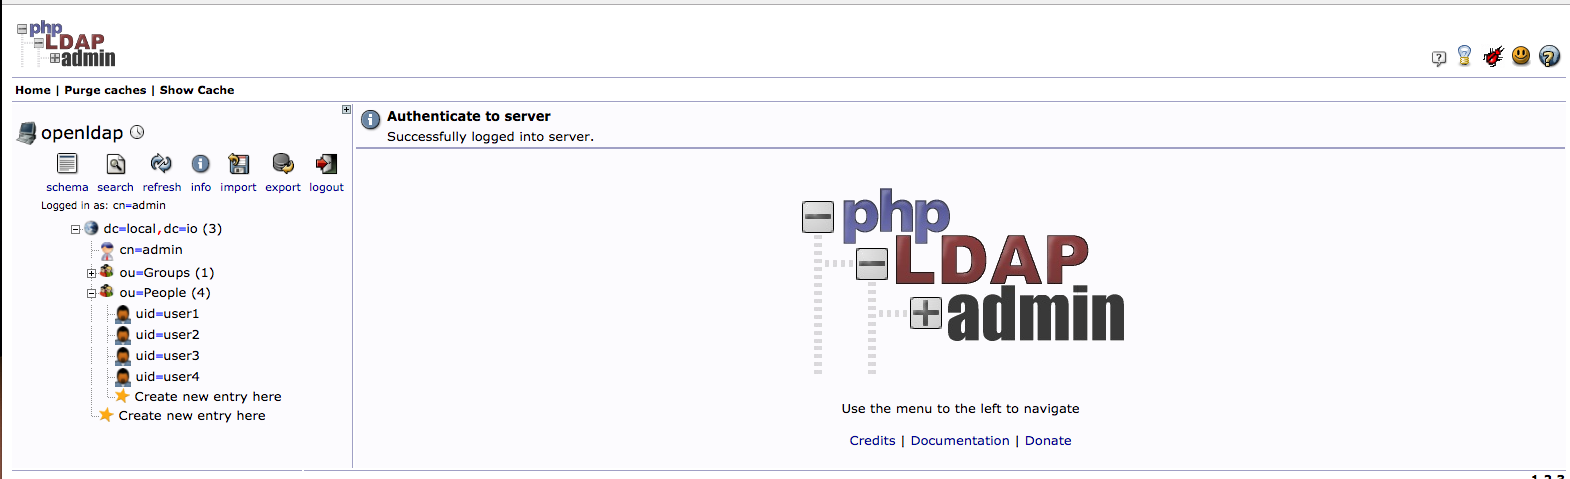 php
LDAP
admin
Home | Purge caches | Show Cache
openldap
schema search refresh info import export logout
Logged in as: cn=admin
dc=local,dc=io (3)
cn=admin
ou=Groups (1)
ou=People (4)
uid=user1
uid=user2
uid=user3
uid=user4
Create new entry here
Create new entry here
Authenticate to server
Successfully logged into server.
php
LDAP
admin
Use the menu to the left to navigate
Credits | Documentation | Donate
1.2.3